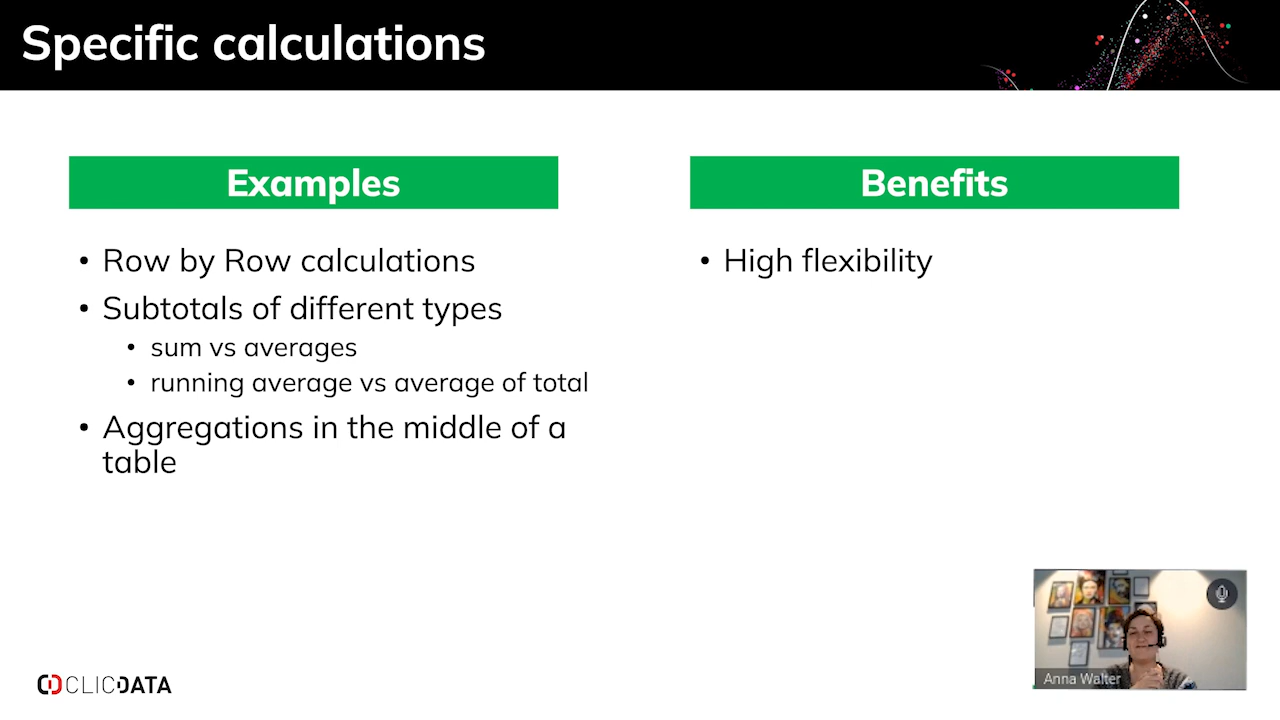 Specific calculations
Examples
• Row by Row calculations
• Subtotals of different types
• sum vs averages
• running average vs average of total
• Aggregations in the middle of a
table
Benefits
• High flexibility
CLICDATA
Anna Walter